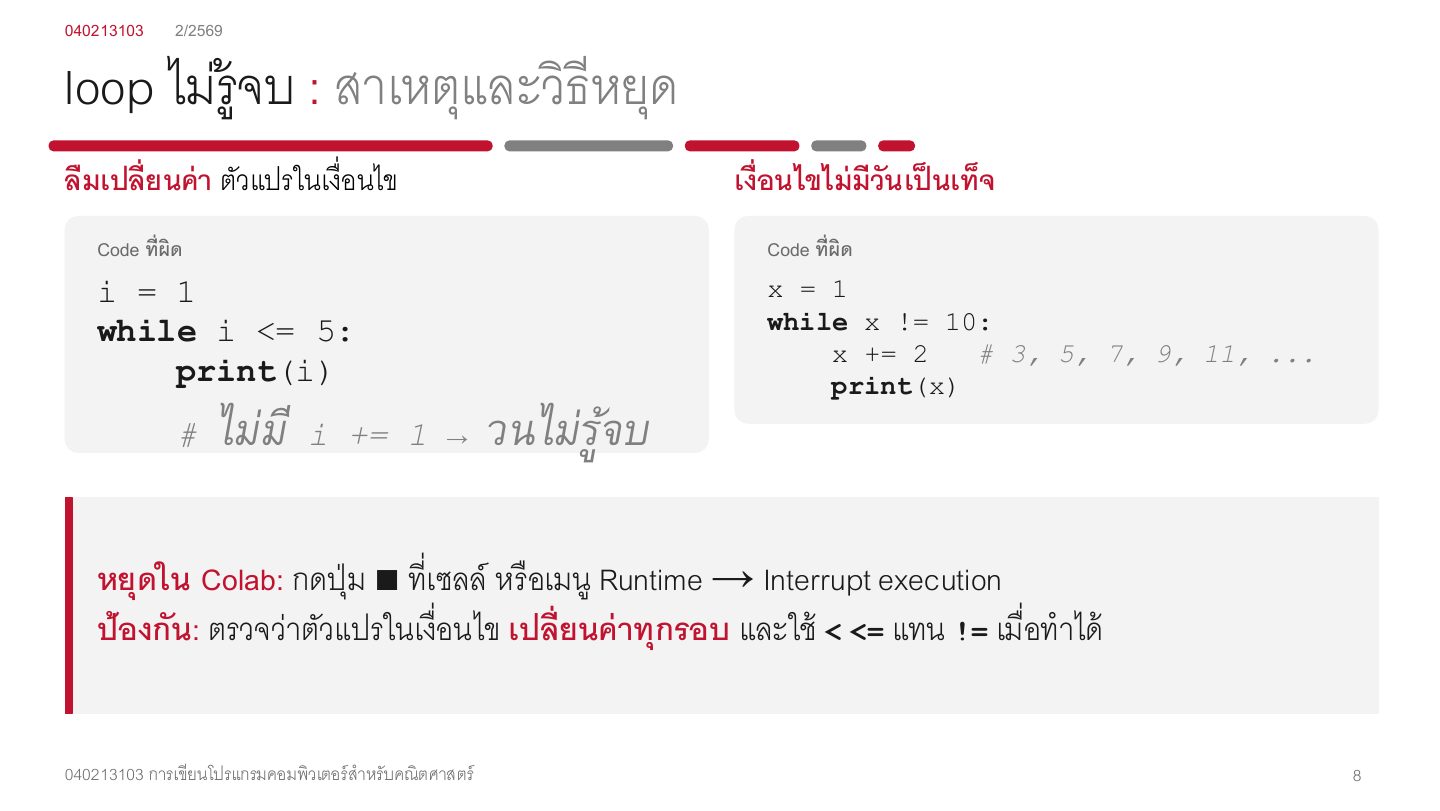 040213103 2/2569
loop ไม่รู้จบ : สาเหตุและวิธีหยุด
ลืมเปลี่ยนค่า ตัวแปรในเงื่อนไข
Code ที่ผิด
i = 1
while i <= 5:
    print(i)
    # ไม่มี i += 1 → วนไม่รู้จบ
เงื่อนไขไม่มีวันเป็นเท็จ
Code ที่ผิด
x = 1
while x != 10:
    x += 2   # 3, 5, 7, 9, 11, ...
    print(x)
หยุดใน Colab: กดปุ่ม ■ ที่เซลล์ หรือเมนู Runtime ⟶ Interrupt execution
ป้องกัน: ตรวจว่าตัวแปรในเงื่อนไข เปลี่ยนค่าทุกรอบ และใช้ < <= แทน != เมื่อทำได้
040213103 การเขียนโปรแกรมคอมพิวเตอร์สำหรับคณิตศาสตร์ 8